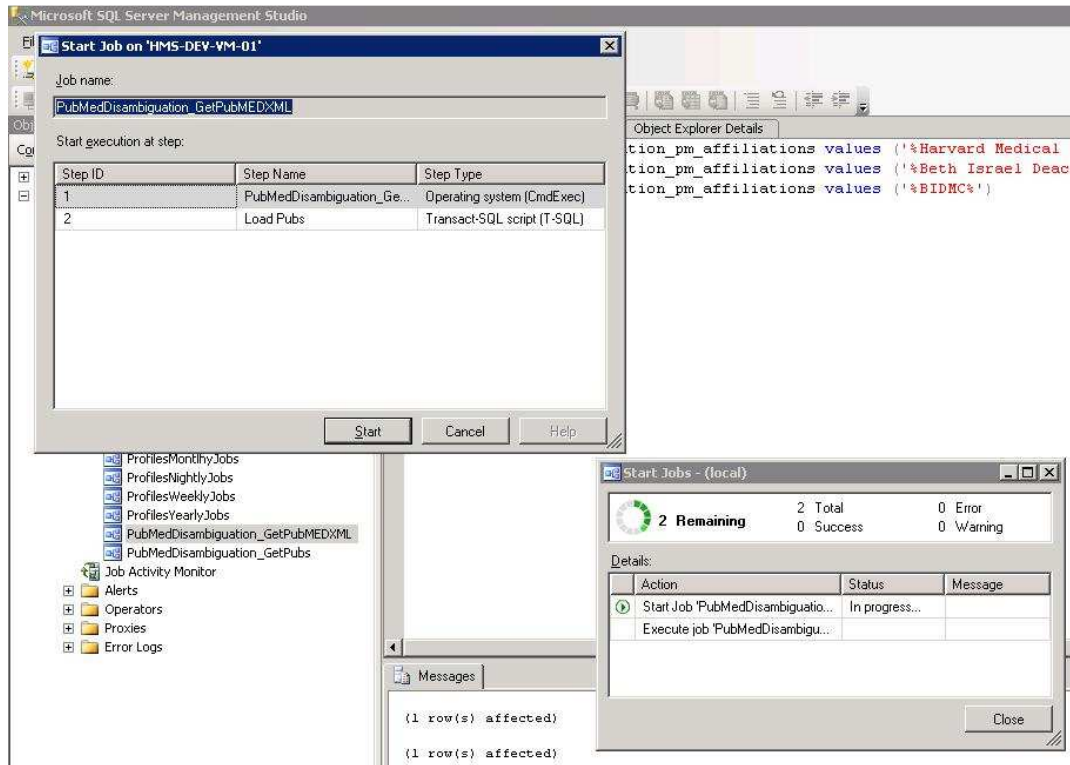 Microsoft SQL Server Management Studio
Start Job on 'HMS-DEV-VM-01'
Job name:
PubMedDisambiguation_GetPubMEDXML
Start execution at step:
Step ID Step Name Step Type
1 PubMedDisambiguation_Ge... Operating system (CmdExec)
2 Load Pubs Transact-SQL script (T-SQL)
Start Cancel Help
Object Explorer Details
tion_pm_affiliations values ('%Harvard Medical
tion_pm_affiliations values ('%Beth Israel Deac
tion_pm_affiliations values ('%BIDMC%')
ProfilesMontlhyJobs
ProfilesNightlyJobs
ProfilesWeeklyJobs
ProfilesYearlyJobs
PubMedDisambiguation_GetPubMEDXML
PubMedDisambiguation_GetPubs
Job Activity Monitor
Alerts
Operators
Proxies
Error Logs
Start Jobs - (local)
2 Remaining
2 Total 0 Error
0 Success 0 Warning
Details:
Action Status Message
Start Job 'PubMedDisambiguatio... In progress...
Execute job 'PubMedDisambigu...
Close
Messages
(1 row(s) affected)
(1 row(s) affected)